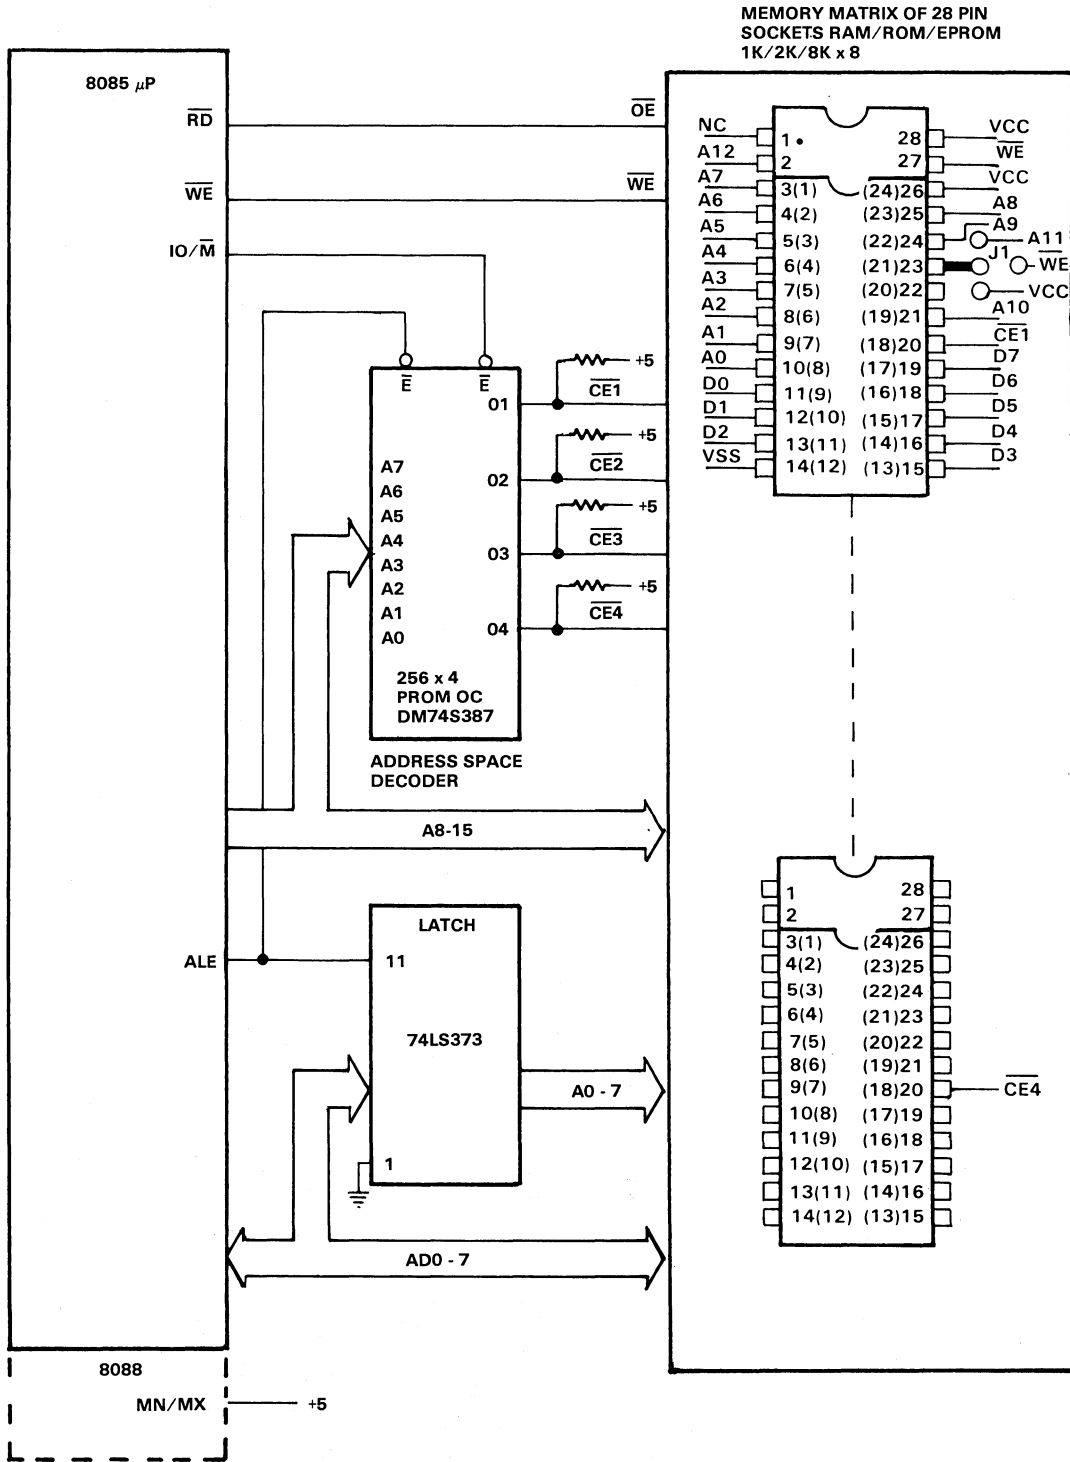 MEMORY MATRIX OF 28 PIN
SOCKETS RAM/ROM/EPROM
1K/2K/8K x 8
8085 μP
RD
OE
WE
WE
IO/M
E
E
O1
CE1
+5
O2
CE2
+5
O3
CE3
+5
O4
CE4
+5
A7
A6
A5
A4
A3
A2
A1
A0
256 x 4
PROM OC
DM74S387
ADDRESS SPACE
DECODER
A8-15
LATCH
ALE
11
74LS373
A0 - 7
1
AD0 - 7
8088
MN/MX
+5
NC 1 28 VCC
A12 2 27 WE
A7 3(1) (24)26 VCC
A6 4(2) (23)25 A8
A5 5(3) (22)24 A9
A11
A4 6(4) (21)23 J1 WE
A3 7(5) (20)22 VCC
A2 8(6) (19)21 A10
A1 9(7) (18)20 CE1
A0 10(8) (17)19 D7
D0 11(9) (16)18 D6
D1 12(10) (15)17 D5
D2 13(11) (14)16 D4
VSS 14(12) (13)15 D3
1 28
2 27
3(1) (24)26
4(2) (23)25
5(3) (22)24
6(4) (21)23
7(5) (20)22
8(6) (19)21
9(7) (18)20 CE4
10(8) (17)19
11(9) (16)18
12(10) (15)17
13(11) (14)16
14(12) (13)15